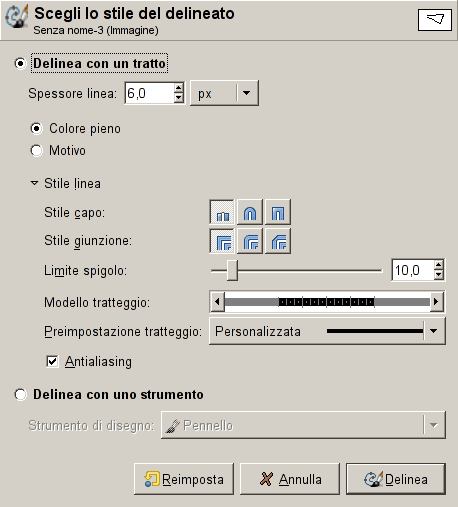 Scegli lo stile del delineato
Senza nome-3 (Immagine)
Delinea con un tratto
Spessore linea: 6,0 px
Colore pieno
Motivo
Stile linea
Stile capo:
Stile giunzione:
Limite spigolo: 10,0
Modello tratteggio:
Preimpostazione tratteggio: Personalizzata
Antialiasing
Delinea con uno strumento
Strumento di disegno: Pennello
Reimposta Annulla Delinea